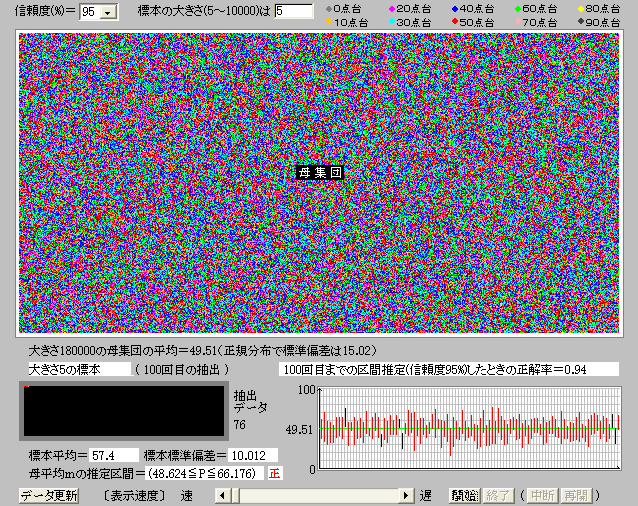 信頼度(%)＝ 95 標本の大きさ(5～10000)は 5 ◆0点台 ◆20点台 ◆40点台 ◆60点台 ◆80点台
◆10点台 ◆30点台 ◆50点台 ◆70点台 ◆90点台
母集団
大きさ180000の母集団の平均＝49.51(正規分布で標準偏差は15.02)
大きさ5の標本 (100回目の抽出) 100回目までの区間推定(信頼度95%)したときの正解率＝0.94
抽出
データ
76
100
49.51
0
標本平均＝ 57.4 標本標準偏差＝ 10.012
母平均mの推定区間＝ (48.624≦P≦66.176) 正
データ更新 〔表示速度〕 速 遅 開始 終了 ( 中断 再開 )